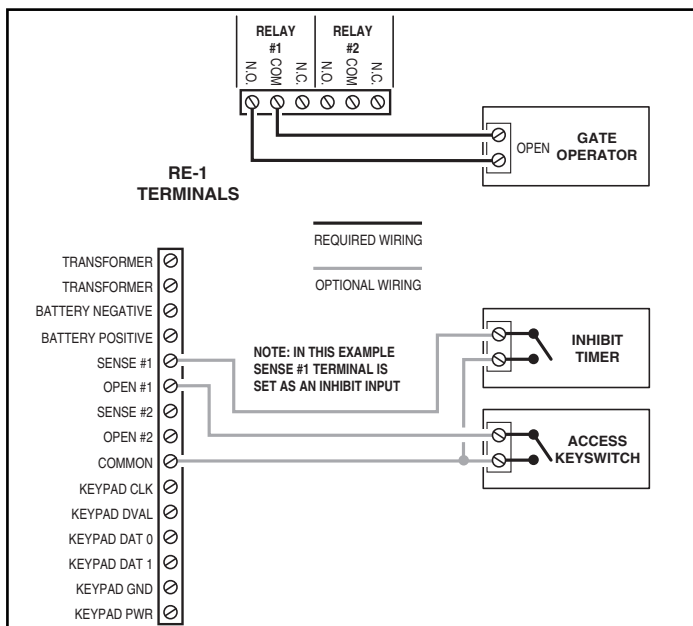 RELAY
#1
RELAY
#2
N.O.
COM
N.C.
N.O.
COM
N.C.
OPEN
GATE
OPERATOR
RE-1
TERMINALS
REQUIRED WIRING
OPTIONAL WIRING
TRANSFORMER
TRANSFORMER
BATTERY NEGATIVE
BATTERY POSITIVE
SENSE #1
OPEN #1
SENSE #2
OPEN #2
COMMON
KEYPAD CLK
KEYPAD DVAL
KEYPAD DAT 0
KEYPAD DAT 1
KEYPAD GND
KEYPAD PWR
NOTE: IN THIS EXAMPLE
SENSE #1 TERMINAL IS
SET AS AN INHIBIT INPUT
INHIBIT
TIMER
ACCESS
KEYSWITCH